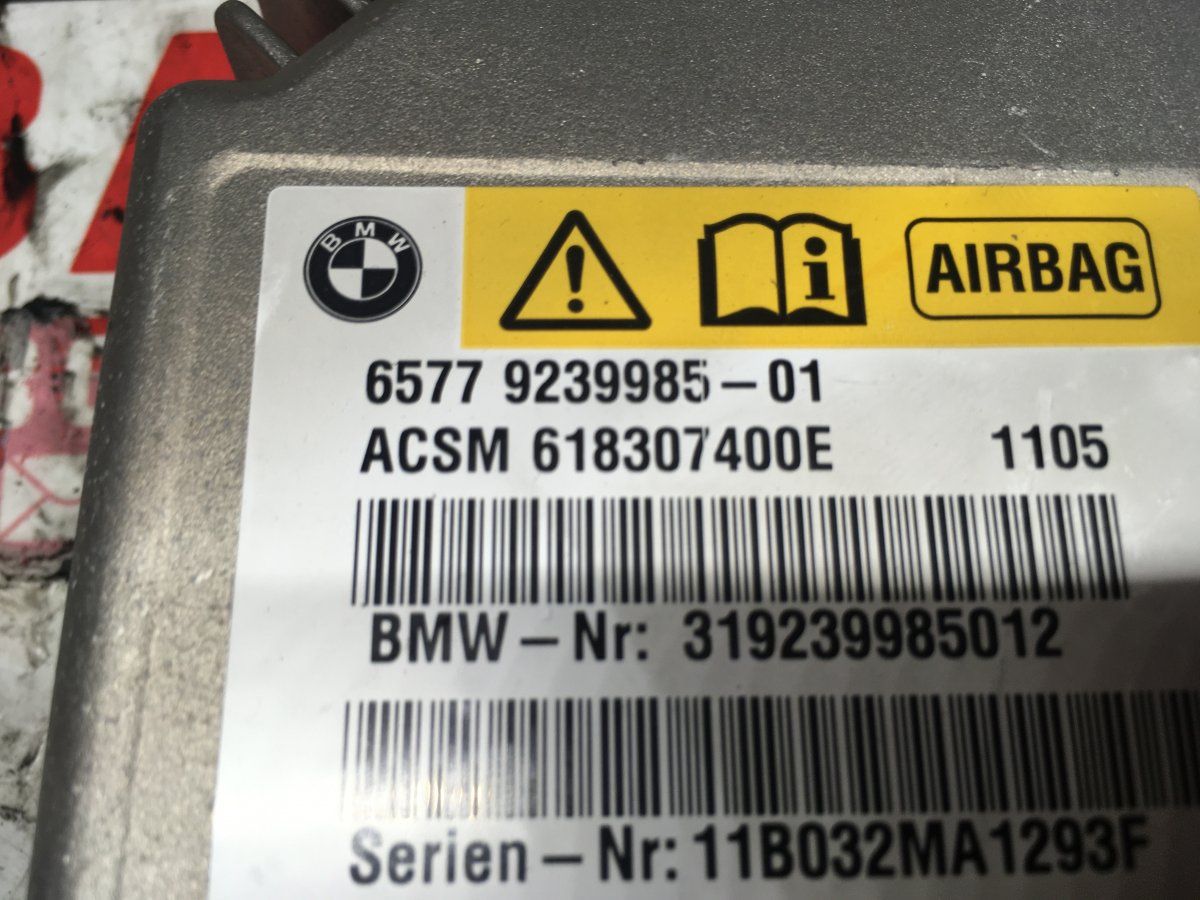 BMW
AIRBAG
6577 9239985-01
ACSM 618307400E 1105
BMW-Nr: 319239985012
Serien-Nr: 11B032MA1293F